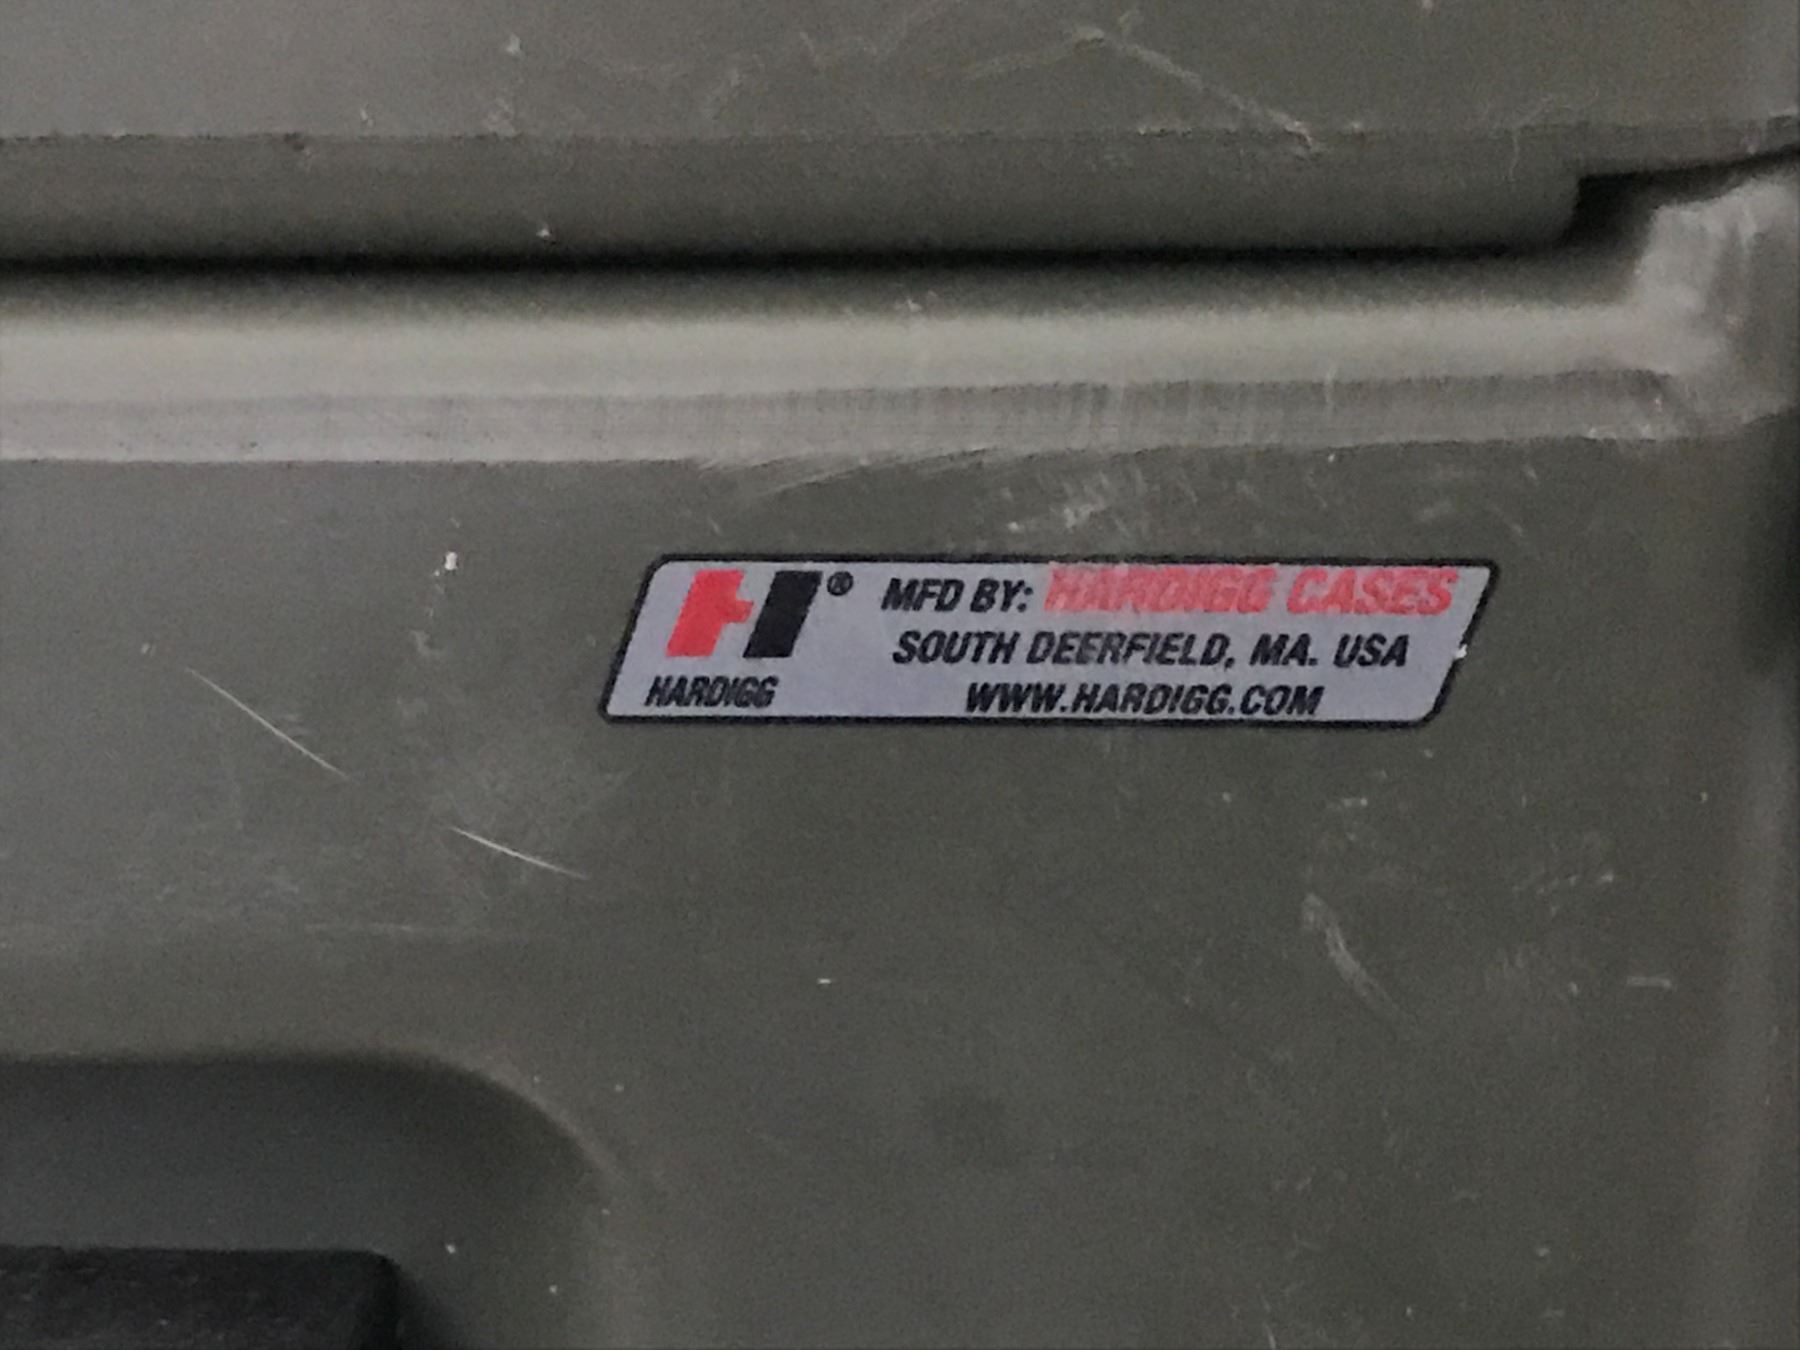 H® MFD BY: HARDIGG CASES
SOUTH DEERFIELD, MA. USA
HARDIGG WWW.HARDIGG.COM